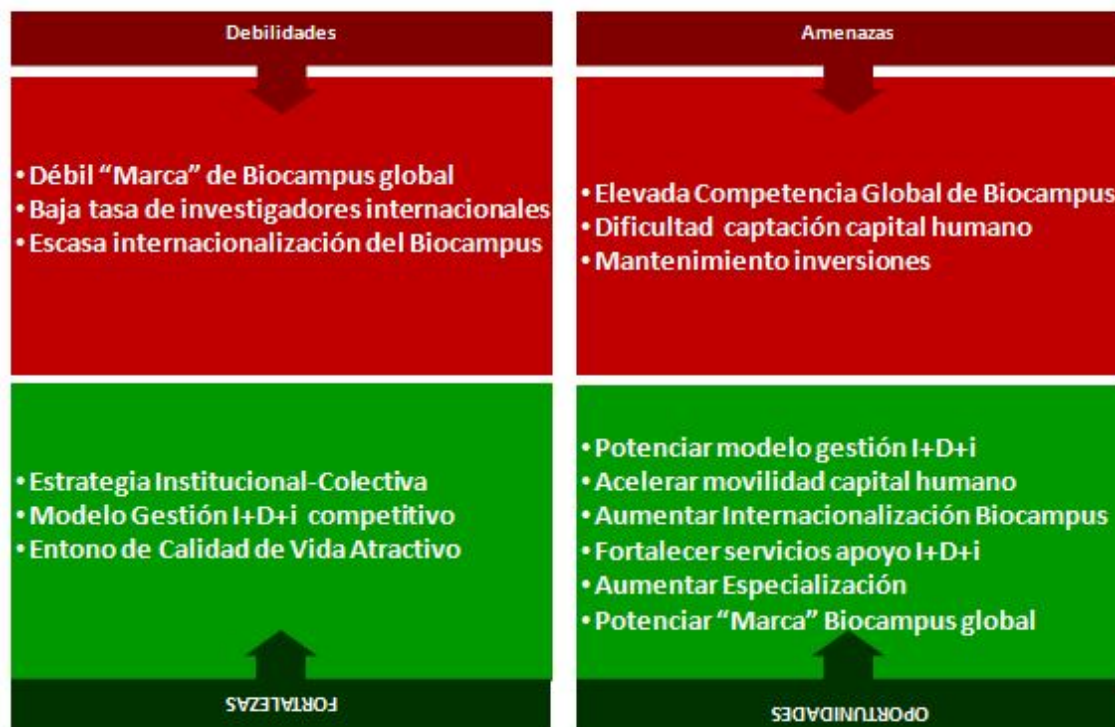 Debilidades
• Débil “Marca” de Biocampus global
• Baja tasa de investigadores internacionales
• Escasa internacionalización del Biocampus
Amenazas
• Elevada Competencia Global de Biocampus
• Dificultad captación capital humano
• Mantenimiento inversiones
• Estrategia Institucional-Colectiva
• Modelo Gestión I+D+i competitivo
• Entono de Calidad de Vida Atractivo
FORTALEZAS
• Potenciar modelo gestión I+D+i
• Acelerar movilidad capital humano
• Aumentar Internacionalización Biocampus
• Fortalecer servicios apoyo I+D+i
• Aumentar Especialización
• Potenciar “Marca” Biocampus global
OPORTUNIDADES